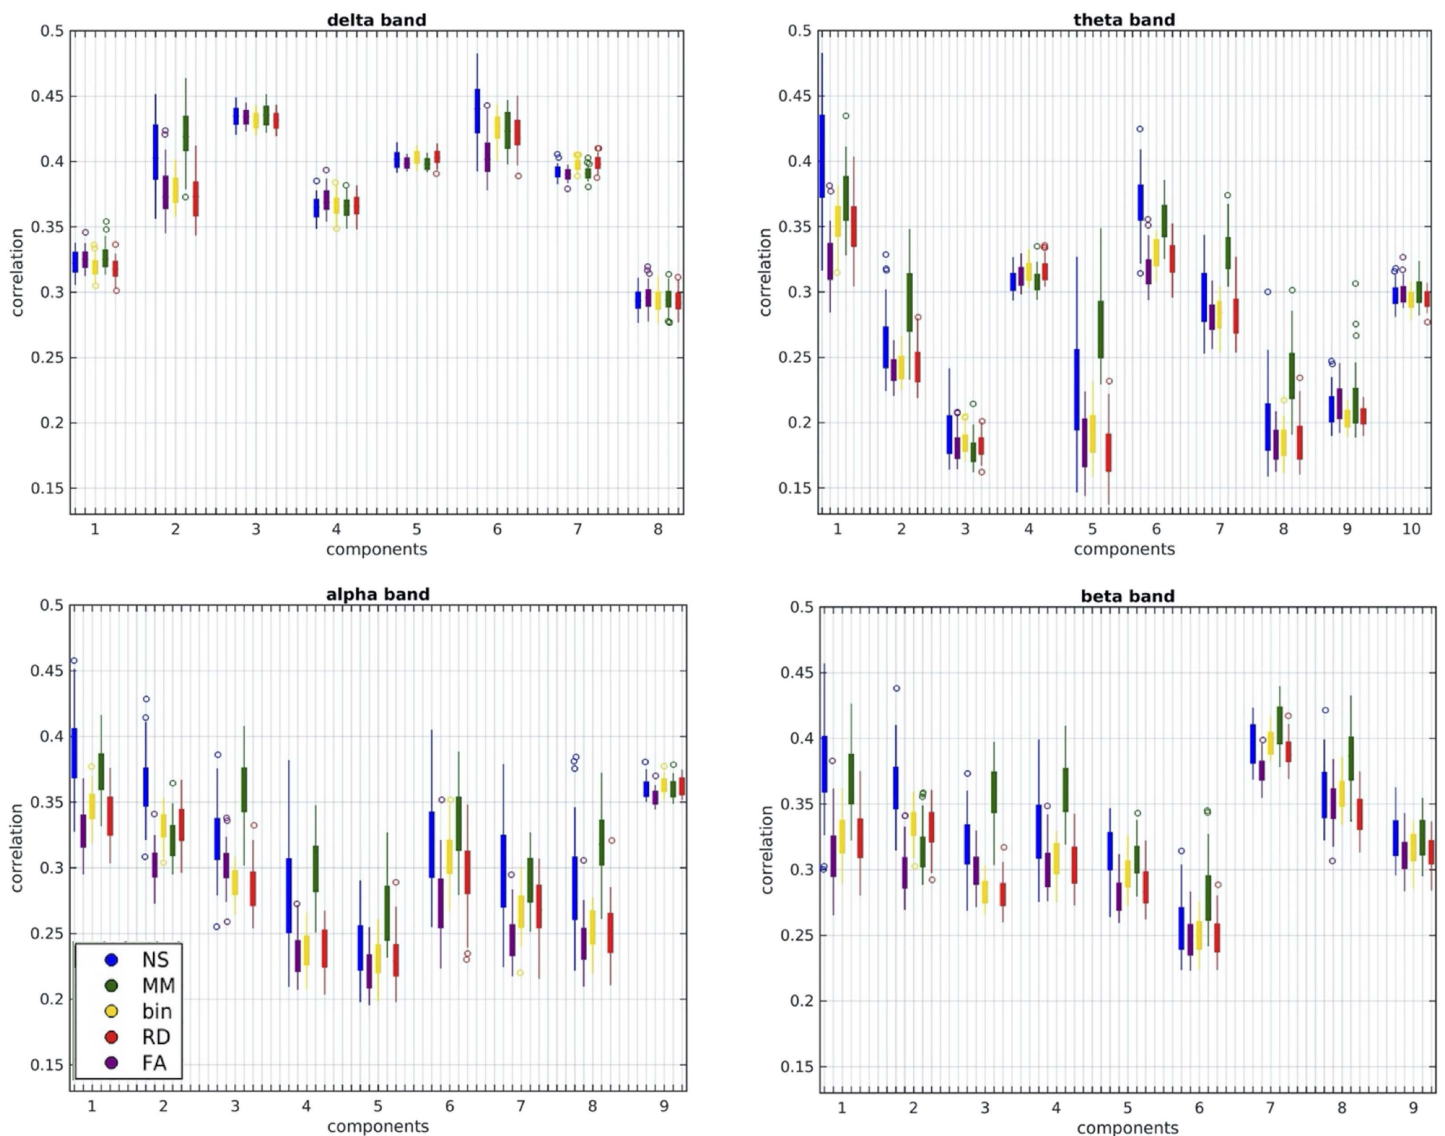 delta band
0.5
0.45
0.4
0.35
0.3
0.25
0.2
0.15
correlation
1 2 3 4 5 6 7 8
components
theta band
0.5
0.45
0.4
0.35
0.3
0.25
0.2
0.15
correlation
1 2 3 4 5 6 7 8 9 10
components
alpha band
0.5
0.45
0.4
0.35
0.3
0.25
0.2
0.15
correlation
NS
MM
bin
RD
FA
1 2 3 4 5 6 7 8 9
components
beta band
0.5
0.45
0.4
0.35
0.3
0.25
0.2
0.15
correlation
1 2 3 4 5 6 7 8 9
components